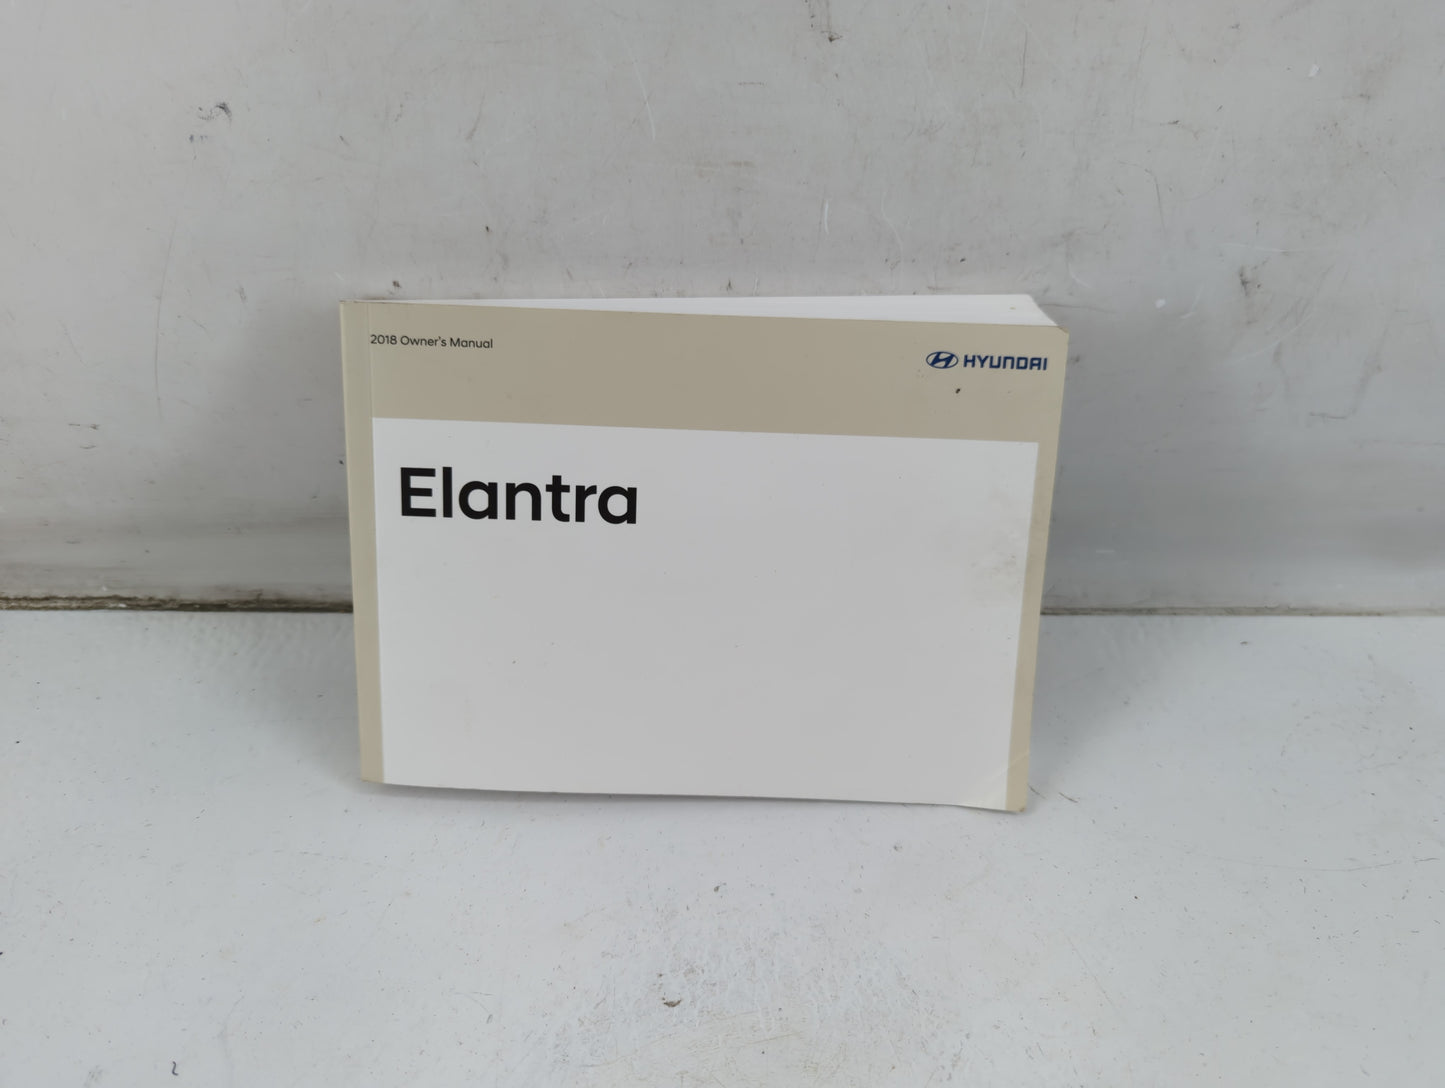 2018 Owner's Manual
HYUNDAI
Elantra